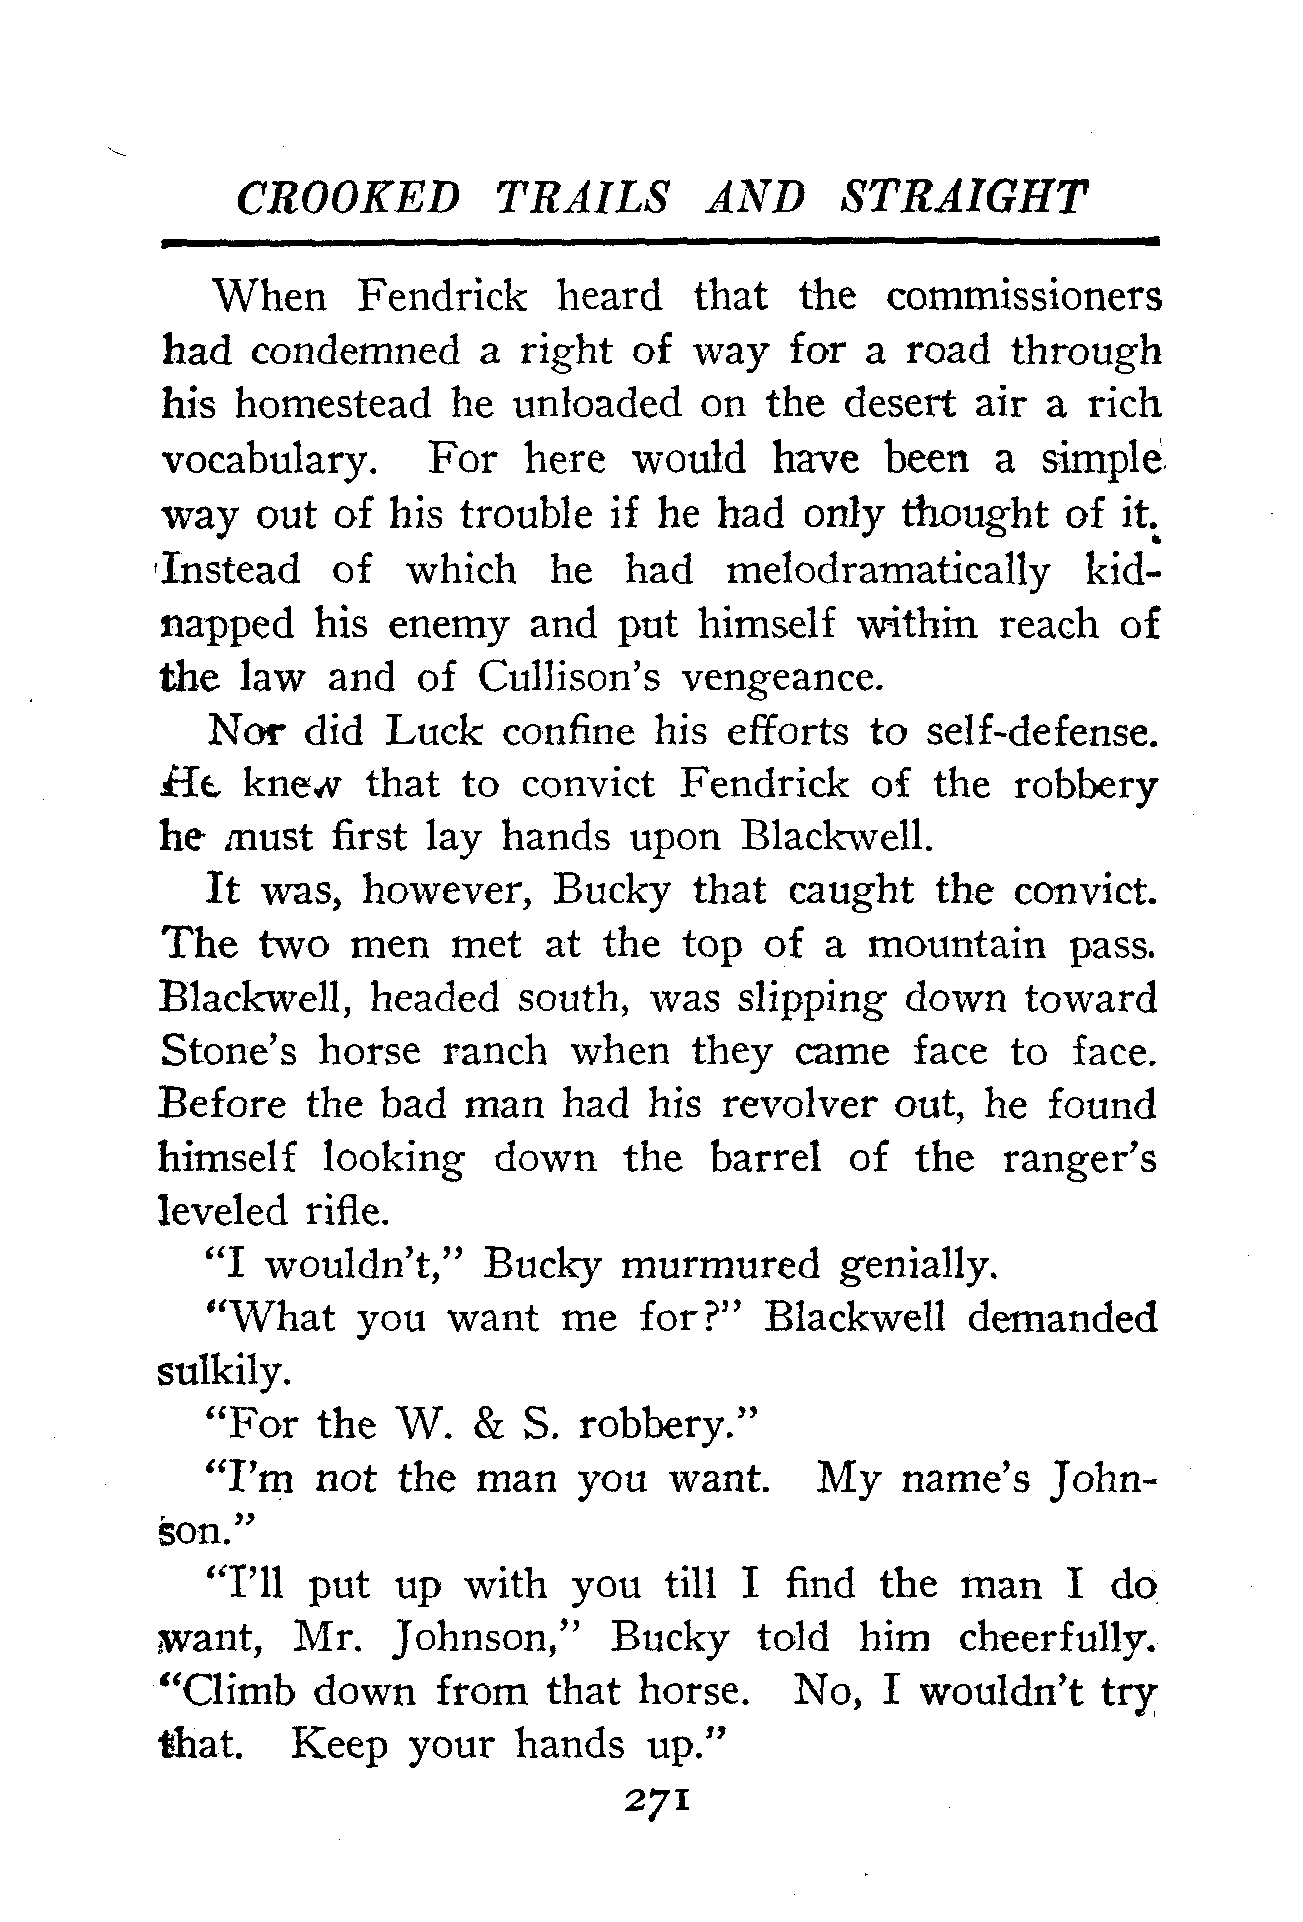 CROOKED TRAILS AND STRAIGHT
When Fendrick heard that the commissioners
had condemned a right of way for a road through
his homestead he unloaded on the desert air a rich
vocabulary. For here would have been a simple
way out of his trouble if he had only thought of it.
Instead of which he had melodramatically kid-
napped his enemy and put himself within reach of
the law and of Cullison's vengeance.
Nor did Luck confine his efforts to self-defense.
He knew that to convict Fendrick of the robbery
he must first lay hands upon Blackwell.
It was, however, Bucky that caught the convict.
The two men met at the top of a mountain pass.
Blackwell, headed south, was slipping down toward
Stone's horse ranch when they came face to face.
Before the bad man had his revolver out, he found
himself looking down the barrel of the ranger's
leveled rifle.
"I wouldn't," Bucky murmured genially.
"What you want me for?" Blackwell demanded
sulkily.
"For the W. & S. robbery."
"I'm not the man you want. My name's John-
son."
"I'll put up with you till I find the man I do
want, Mr. Johnson," Bucky told him cheerfully.
"Climb down from that horse. No, I wouldn't try
that. Keep your hands up."
271